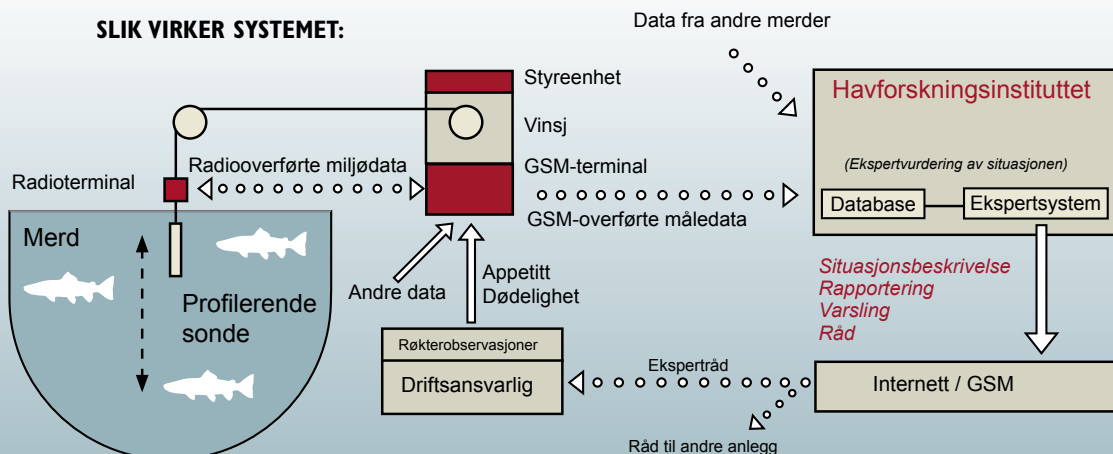 SLIK VIRKER SYSTEMET:
Data fra andre merder
Styreenhet
Vinsj
GSM-terminal
Havforskningsinstituttet
(Ekspertvurdering av situasjonen)
Database
Ekspertsystem
Radiooverførte miljødata
Radioterminal
GSM-overførte måledata
Merd
Profilerende
sonde
Andre data
Appetitt
Dødelighet
Situasjonsbeskrivelse
Rapportering
Varsling
Råd
Røkterobservasjoner
Driftsansvarlig
Ekspertråd
Internett / GSM
Råd til andre anlegg